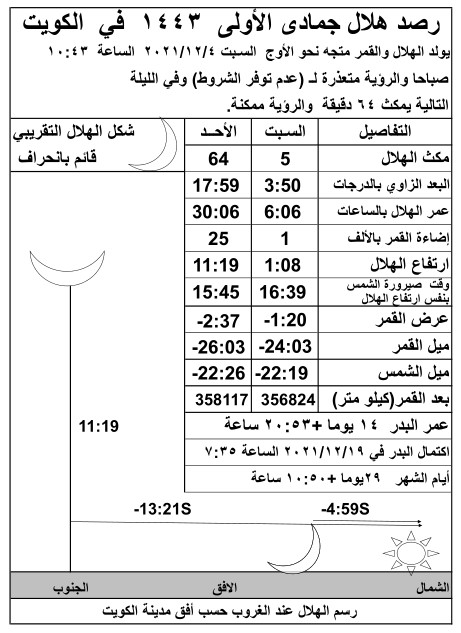 رصد هلال جمادى الأولى ١٤٤٣ في الكويت
يولد الهلال والقمر متجه نحو الأوج السبت ٢٠٢١/١٢/٤ الساعة ١٠:٤٣
صباحا والرؤية متعذرة لـ (عدم توفر الشروط) وفي الليلة
التالية يمكث ٦٤ دقيقة والرؤية ممكنة.
التفاصيل السبت الأحد
مكث الهلال 5 64
البعد الزاوي بالدرجات 3:50 17:59
عمر الهلال بالساعات 6:06 30:06
اضاءة القمر بالألف 1 25
ارتفاع الهلال 1:08 11:19
وقت صيرورة الشمس بنفس ارتفاع الهلال 16:39 15:45
عرض القمر -1:20 -2:37
ميل القمر -24:03 -26:03
ميل الشمس -22:19 -22:26
بعد القمر(كيلو متر) 356824 358117
عمر البدر ١٤ يوما +٢٠:٥٣ ساعة
اكتمال البدر في ٢٠٢١/١٢/١٩ الساعة ٧:٣٥
أيام الشهر ٢٩يوما +١٠:٥٠ ساعة
شكل الهلال التقريبي
قائم بانحراف
11:19
-13:21S
-4:59S
الشمال الافق الجنوب
رسم الهلال عند الغروب حسب أفق مدينة الكويت